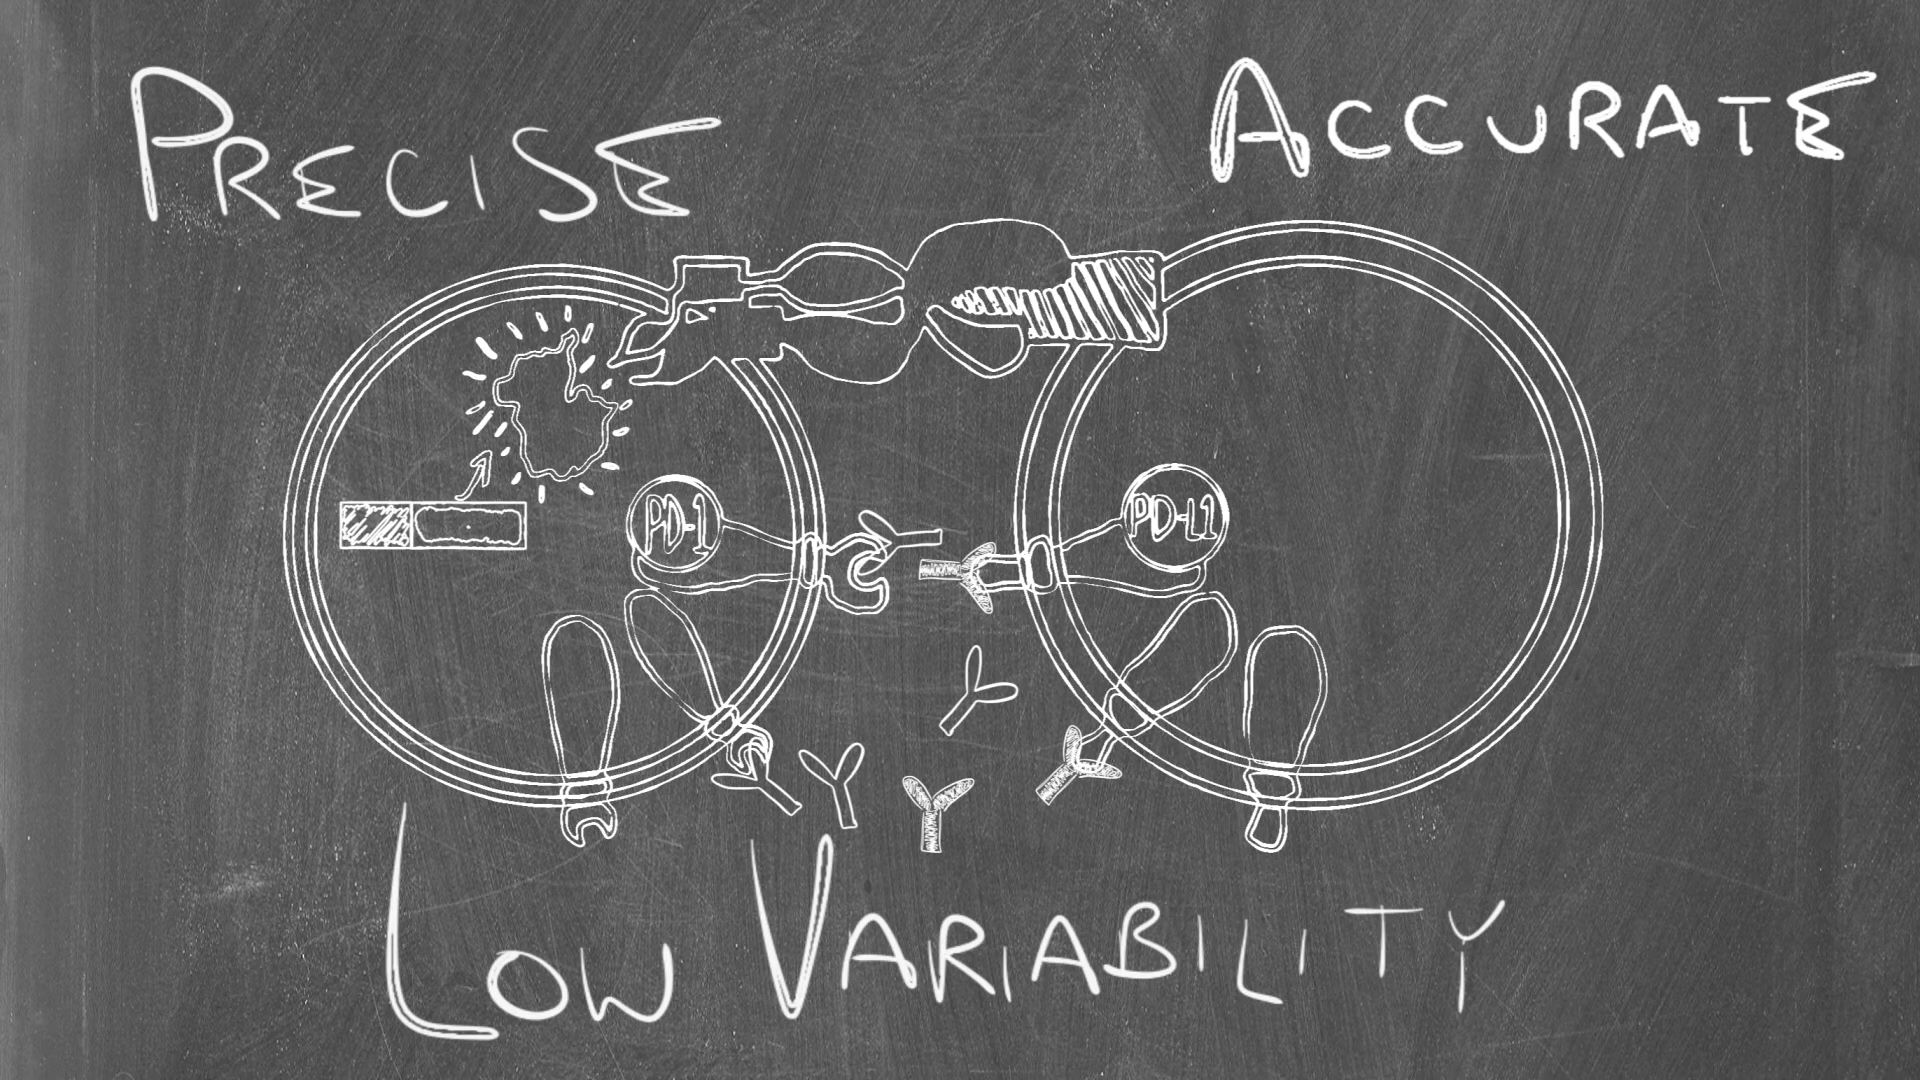 PRECISE
ACCURATE
PD-1
PD-L1
LOW VARIABILITY